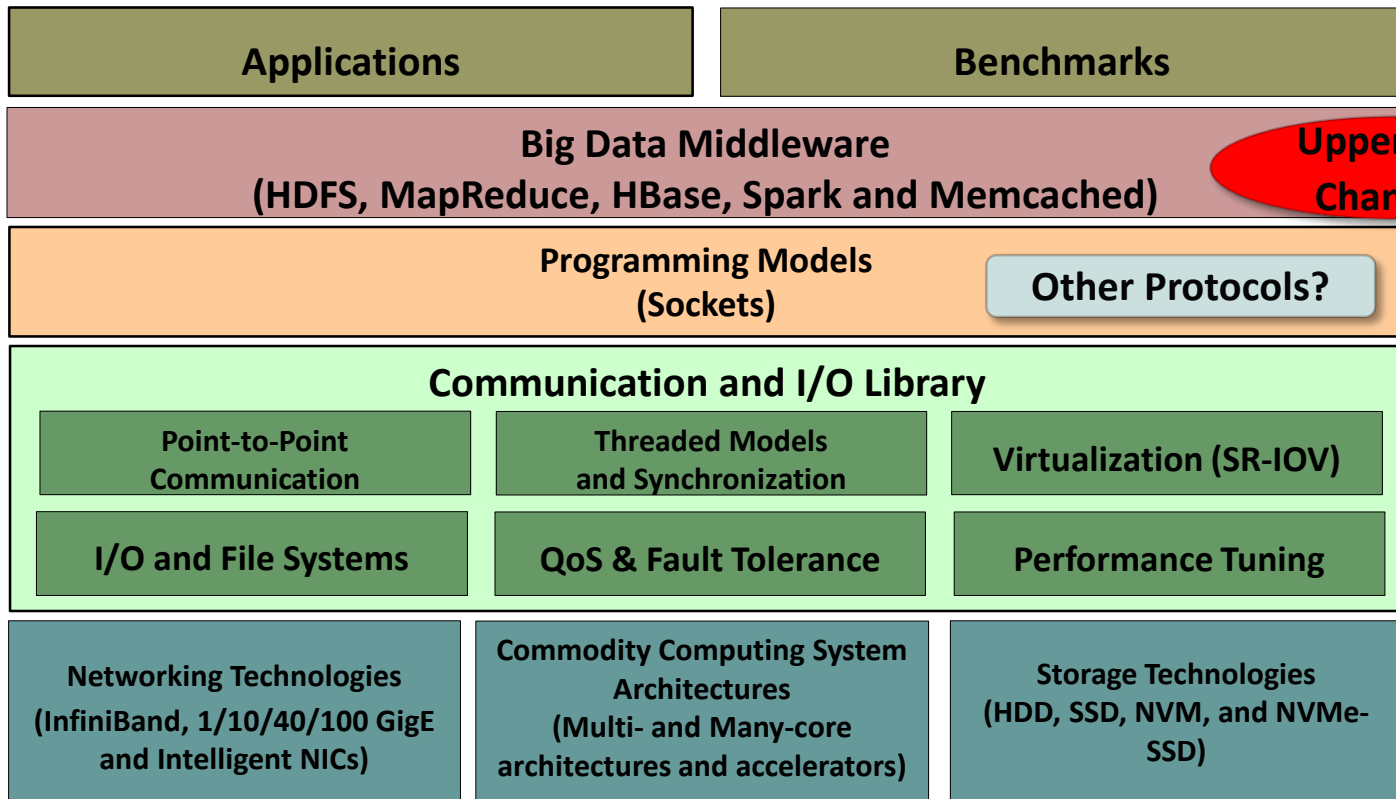 Applications
Benchmarks
Big Data Middleware
(HDFS, MapReduce, HBase, Spark and Memcached)
Upper
Chan
Programming Models
(Sockets)
Other Protocols?
Communication and I/O Library
Point-to-Point
Communication
Threaded Models
and Synchronization
Virtualization (SR-IOV)
I/O and File Systems
QoS & Fault Tolerance
Performance Tuning
Networking Technologies
(InfiniBand, 1/10/40/100 GigE
and Intelligent NICs)
Commodity Computing System
Architectures
(Multi- and Many-core
architectures and accelerators)
Storage Technologies
(HDD, SSD, NVM, and NVMe-
SSD)